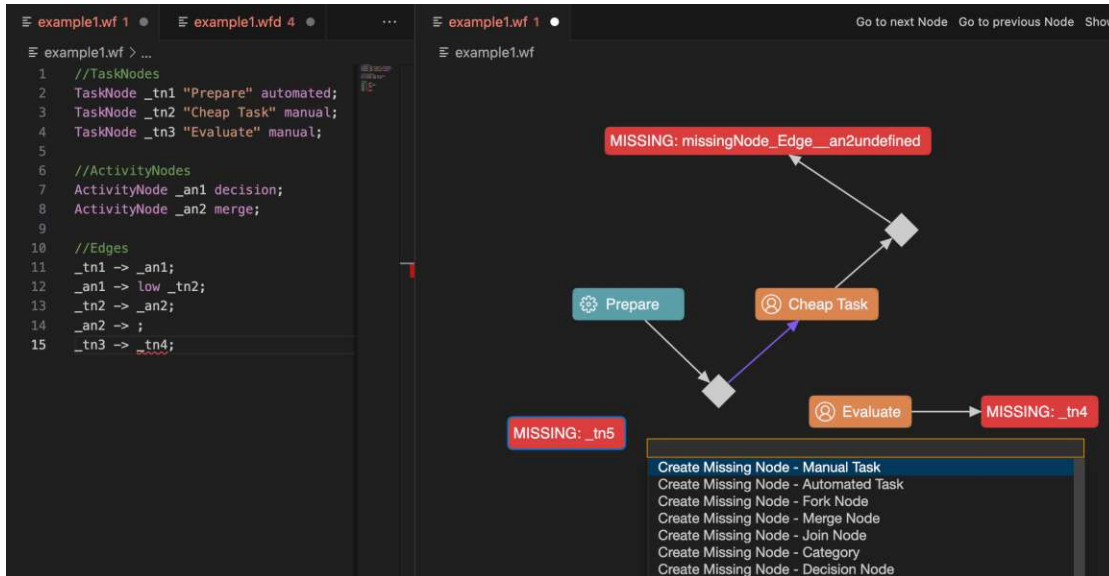 example1.wf 1
example1.wfd 4
...
example1.wf > ...
1 //TaskNodes
2 TaskNode _tn1 "Prepare" automated;
3 TaskNode _tn2 "Cheap Task" manual;
4 TaskNode _tn3 "Evaluate" manual;
5
6 //ActivityNodes
7 ActivityNode _an1 decision;
8 ActivityNode _an2 merge;
9
10 //Edges
11 _tn1 -> _an1;
12 _an1 -> low _tn2;
13 _tn2 -> _an2;
14 _an2 -> ;
15 _tn3 -> _tn4;
example1.wf 1
Go to next Node Go to previous Node Show
example1.wf
MISSING: missingNode_Edge__an2undefined
Prepare
Cheap Task
Evaluate
MISSING: _tn4
MISSING: _tn5
Create Missing Node - Manual Task
Create Missing Node - Automated Task
Create Missing Node - Fork Node
Create Missing Node - Merge Node
Create Missing Node - Join Node
Create Missing Node - Category
Create Missing Node - Decision Node